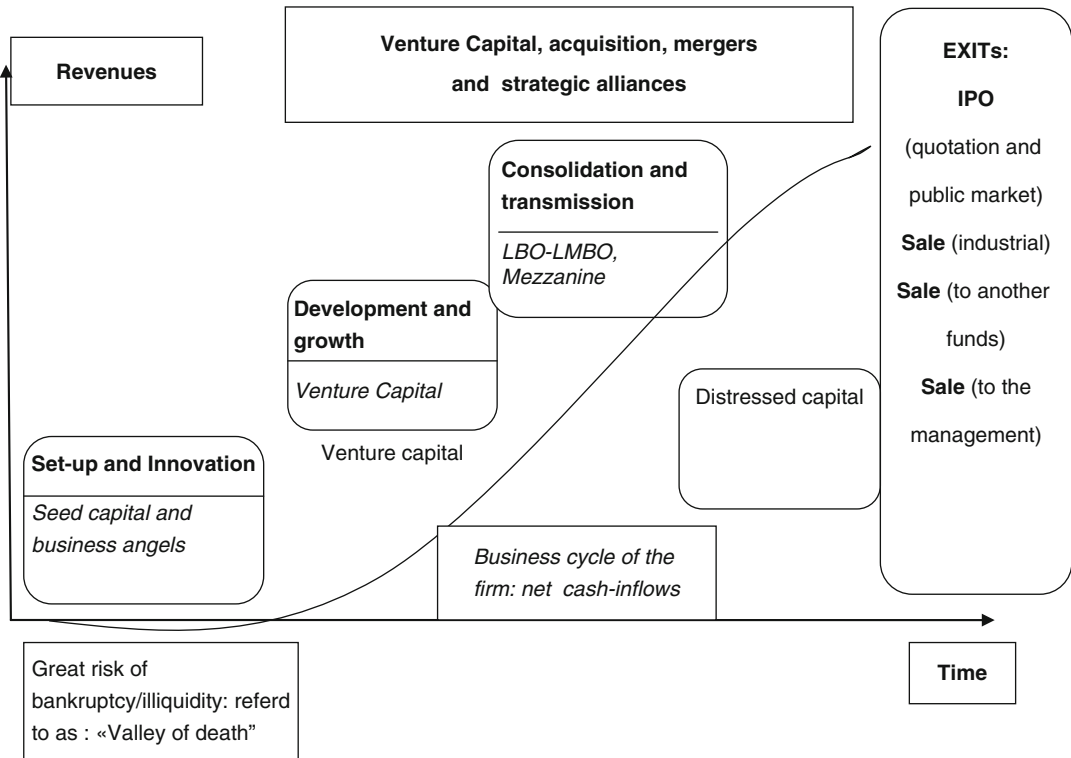 Revenues
Venture Capital, acquisition, mergers
and strategic alliances
EXITs:
IPO
(quotation and
public market)
Sale (industrial)
Sale (to another
funds)
Sale (to the
management)
Consolidation and
transmission
LBO-LMBO,
Mezzanine
Development and
growth
Venture Capital
Venture capital
Distressed capital
Set-up and Innovation
Seed capital and
business angels
Business cycle of the
firm: net cash-inflows
Great risk of
bankruptcy/illiquidity: referd
to as : «Valley of death”
Time